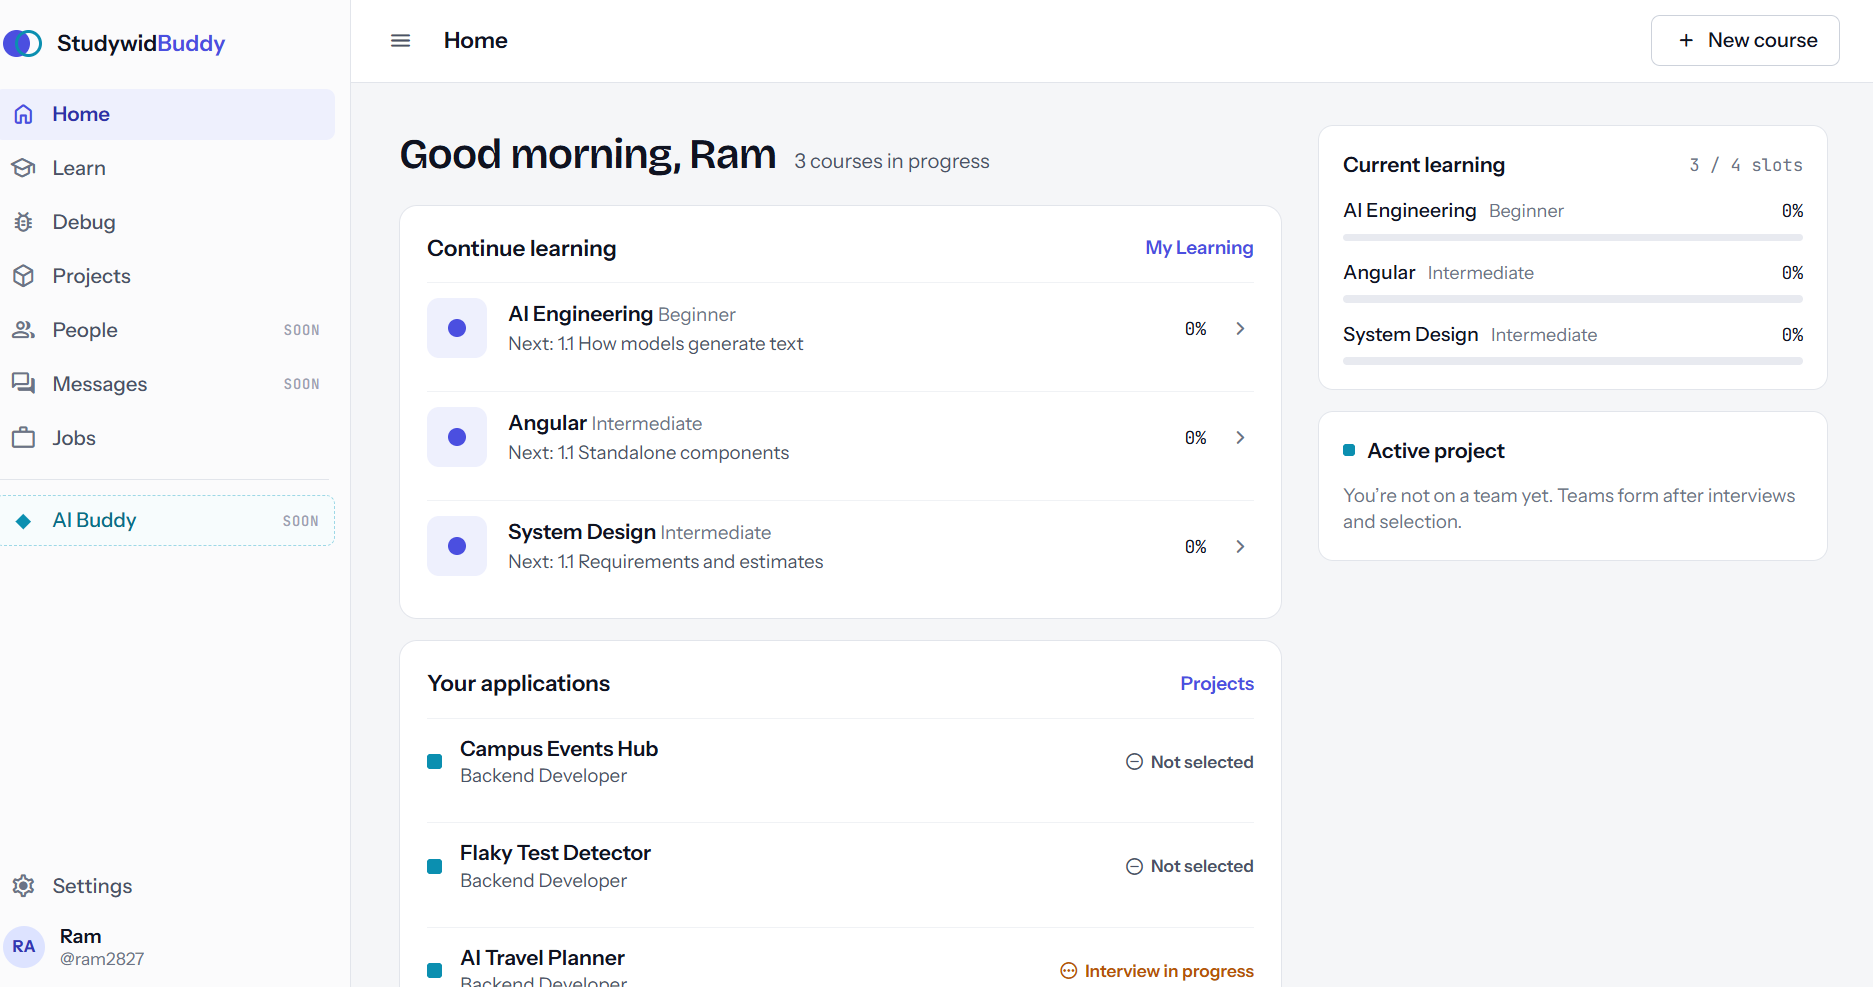 StudywidBuddy
Home
Learn
Debug
Projects
People SOON
Messages SOON
Jobs
AI Buddy SOON
Settings
RA
Ram
@ram2827
Home
+ New course
Good morning, Ram 3 courses in progress
Continue learning My Learning
AI Engineering Beginner
Next: 1.1 How models generate text
0%
Angular Intermediate
Next: 1.1 Standalone components
0%
System Design Intermediate
Next: 1.1 Requirements and estimates
0%
Your applications Projects
Campus Events Hub
Backend Developer
Not selected
Flaky Test Detector
Backend Developer
Not selected
AI Travel Planner
Backend Developer
Interview in progress
Current learning 3 / 4 slots
AI Engineering Beginner 0%
Angular Intermediate 0%
System Design Intermediate 0%
Active project
You’re not on a team yet. Teams form after interviews
and selection.